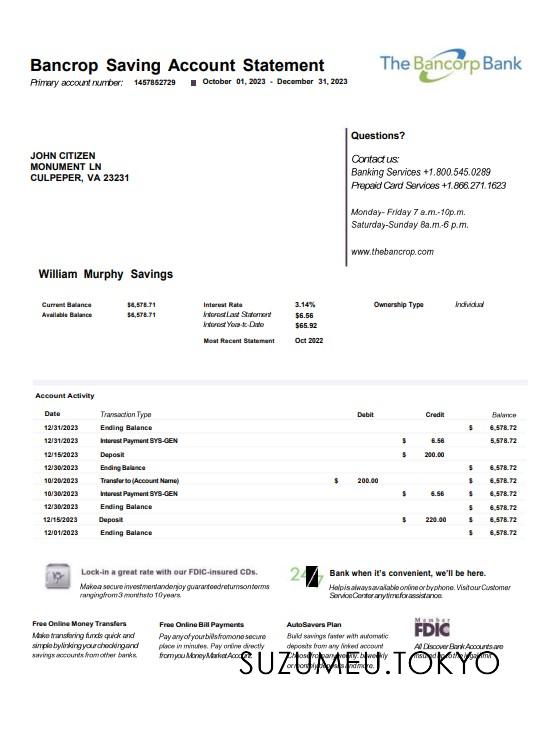 Bancrop Saving Account Statement
Primary account number: 1457852729 October 01, 2023 - December 31, 2023
The Bancorp Bank
Questions?
Contact us:
Banking Services +1.800.545.0289
Prepaid Card Services +1.866.271.1623
Monday- Friday 7 a.m.-10p.m.
Saturday-Sunday 8a.m.-6 p.m.
www.thebancrop.com
JOHN CITIZEN
MONUMENT LN
CULPEPER, VA 23231
William Murphy Savings
Current Balance $6,578.71 Interest Rate 3.14% Ownership Type Individual
Available Balance $6,578.71 Interest Last Statement $6.56
Interest Year-tc-Date $65.92
Most Recent Statement Oct 2022
Account Activity
Date Transaction Type Debit Credit Balance
12/31/2023 Ending Balance $ 6,578.72
12/31/2023 Interest Payment SYS-GEN $ 6.56 5,578.72
12/15/2023 Deposit $ 200.00
12/30/2023 Ending Balance $ 6,578.72
10/20/2023 Transfer to (Account Name) $ 200.00 $ 6,578.72
10/30/2023 Interest Payment SYS-GEN $ 6.56 $ 6,578.72
12/30/2023 Ending Balance $ 6,578.72
12/15/2023 Deposit $ 220.00 $ 6,578.72
12/01/2023 Ending Balance $ 6,578.72
Lock-in a great rate with our FDIC-insured CDs.
Make a secure investment and enjoy guaranteed returns on terms
ranging from 3 months to 10 years.
24/7
Bank when it's convenient, we'll be here.
Help is always available online or by phone. Visit our Customer
Service Center any time for assistance.
Free Online Money Transfers
Make transferring funds quick and
simple by linking your checking and
savings accounts from other banks.
Free Online Bill Payments
Pay any of your bills from one secure
place in minutes. Pay online directly
from you Money Market Account.
AutoSavers Plan
Build savings faster with automatic
deposits from any linked account
Choose from any weekly, biweekly
or monthly deposits and more.
Member
FDIC
All Discover Bank Accounts are
insured up to the legal limit
SUZUMEU.TOKYO